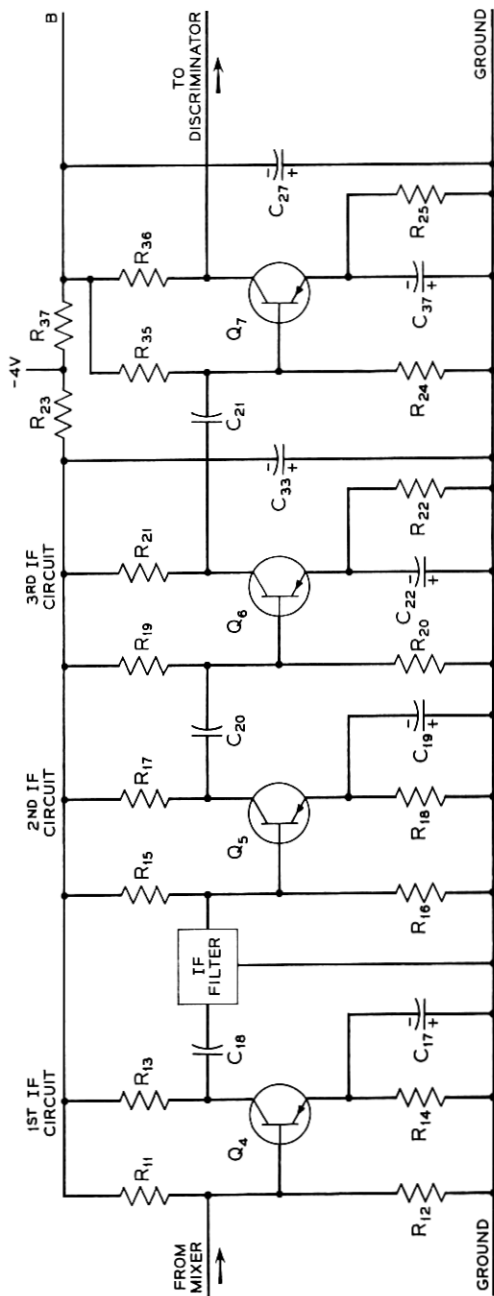 1ST IF
CIRCUIT
2ND IF
CIRCUIT
3RD IF
CIRCUIT
-4V
B
R23
R37
R11
R13
R15
R17
R19
R21
R35
R36
FROM
MIXER
C18
IF
FILTER
C20
C21
TO
DISCRIMINATOR
Q4
Q5
Q6
Q7
-
C33
+
-
C27
+
R12
R14
-
C17
+
R16
R18
-
C19
+
R20
-
C22
+
R22
R24
-
C37
+
R25
GROUND
GROUND